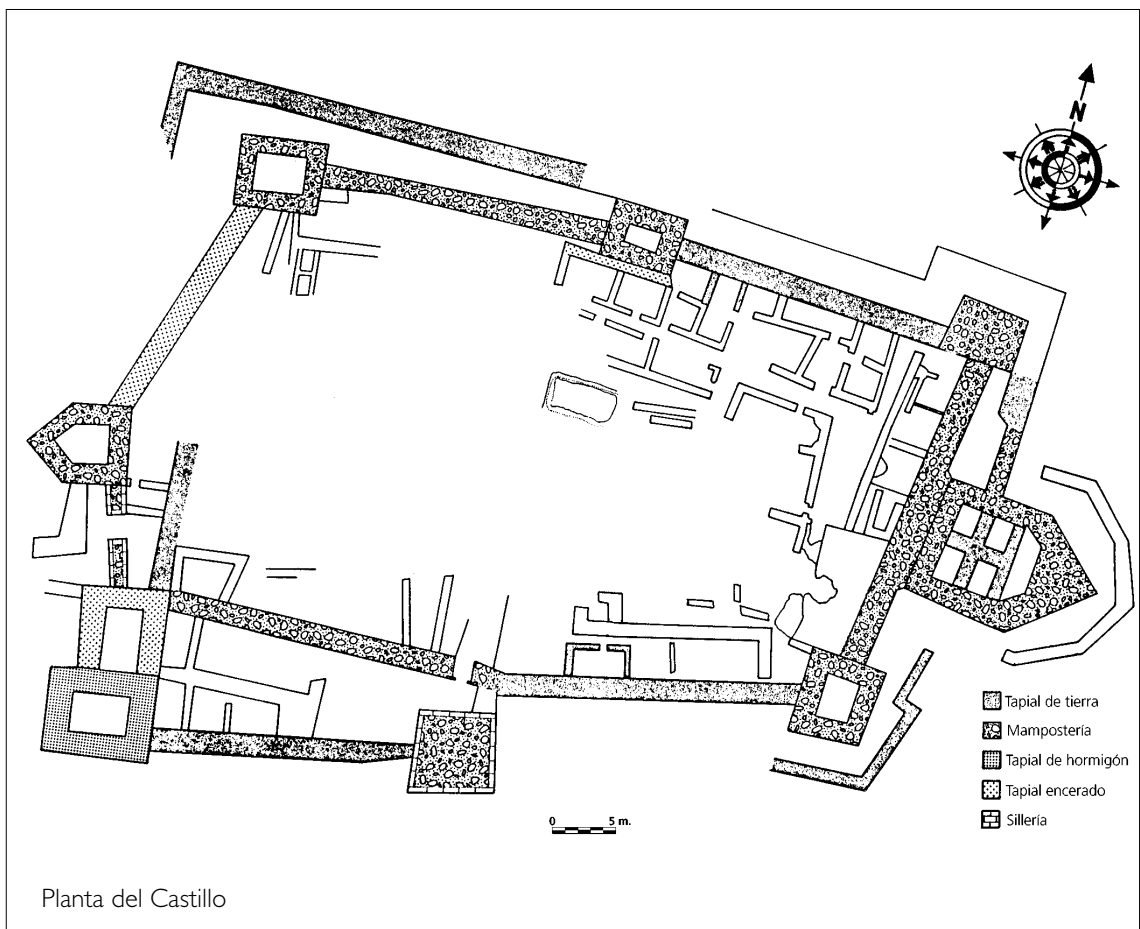 N
Tapial de tierra
Mampostería
Tapial de hormigón
Tapial encerado
Sillería
0 5 m.
Planta del Castillo